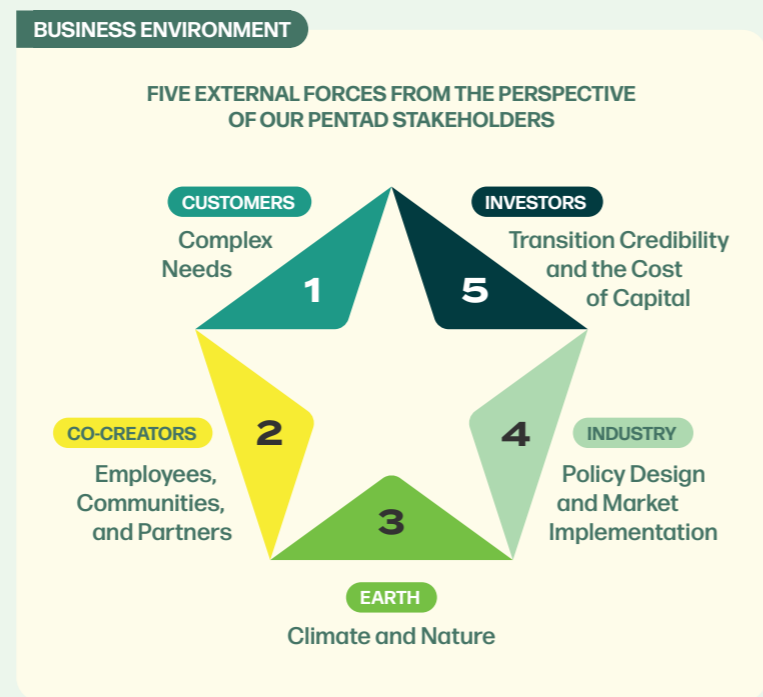 BUSINESS ENVIRONMENT
FIVE EXTERNAL FORCES FROM THE PERSPECTIVE
OF OUR PENTAD STAKEHOLDERS
CUSTOMERS
Complex
Needs
1
CO-CREATORS
Employees,
Communities,
and Partners
2
EARTH
Climate and Nature
3
INDUSTRY
Policy Design
and Market
Implementation
4
INVESTORS
Transition Credibility
and the Cost
of Capital
5